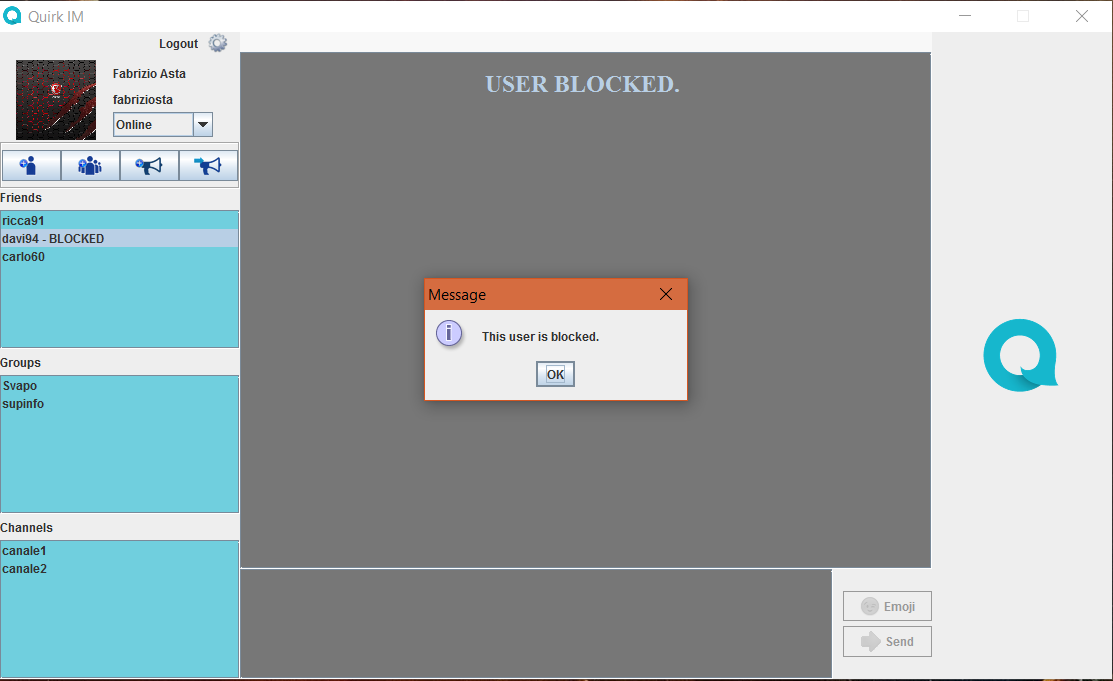 Quirk IM
Logout
Fabrizio Asta
fabriziosta
Online
Friends
ricca91
davi94 - BLOCKED
carlo60
Groups
Svapo
supinfo
Channels
canale1
canale2
USER BLOCKED.
Message
This user is blocked.
OK
Emoji
Send